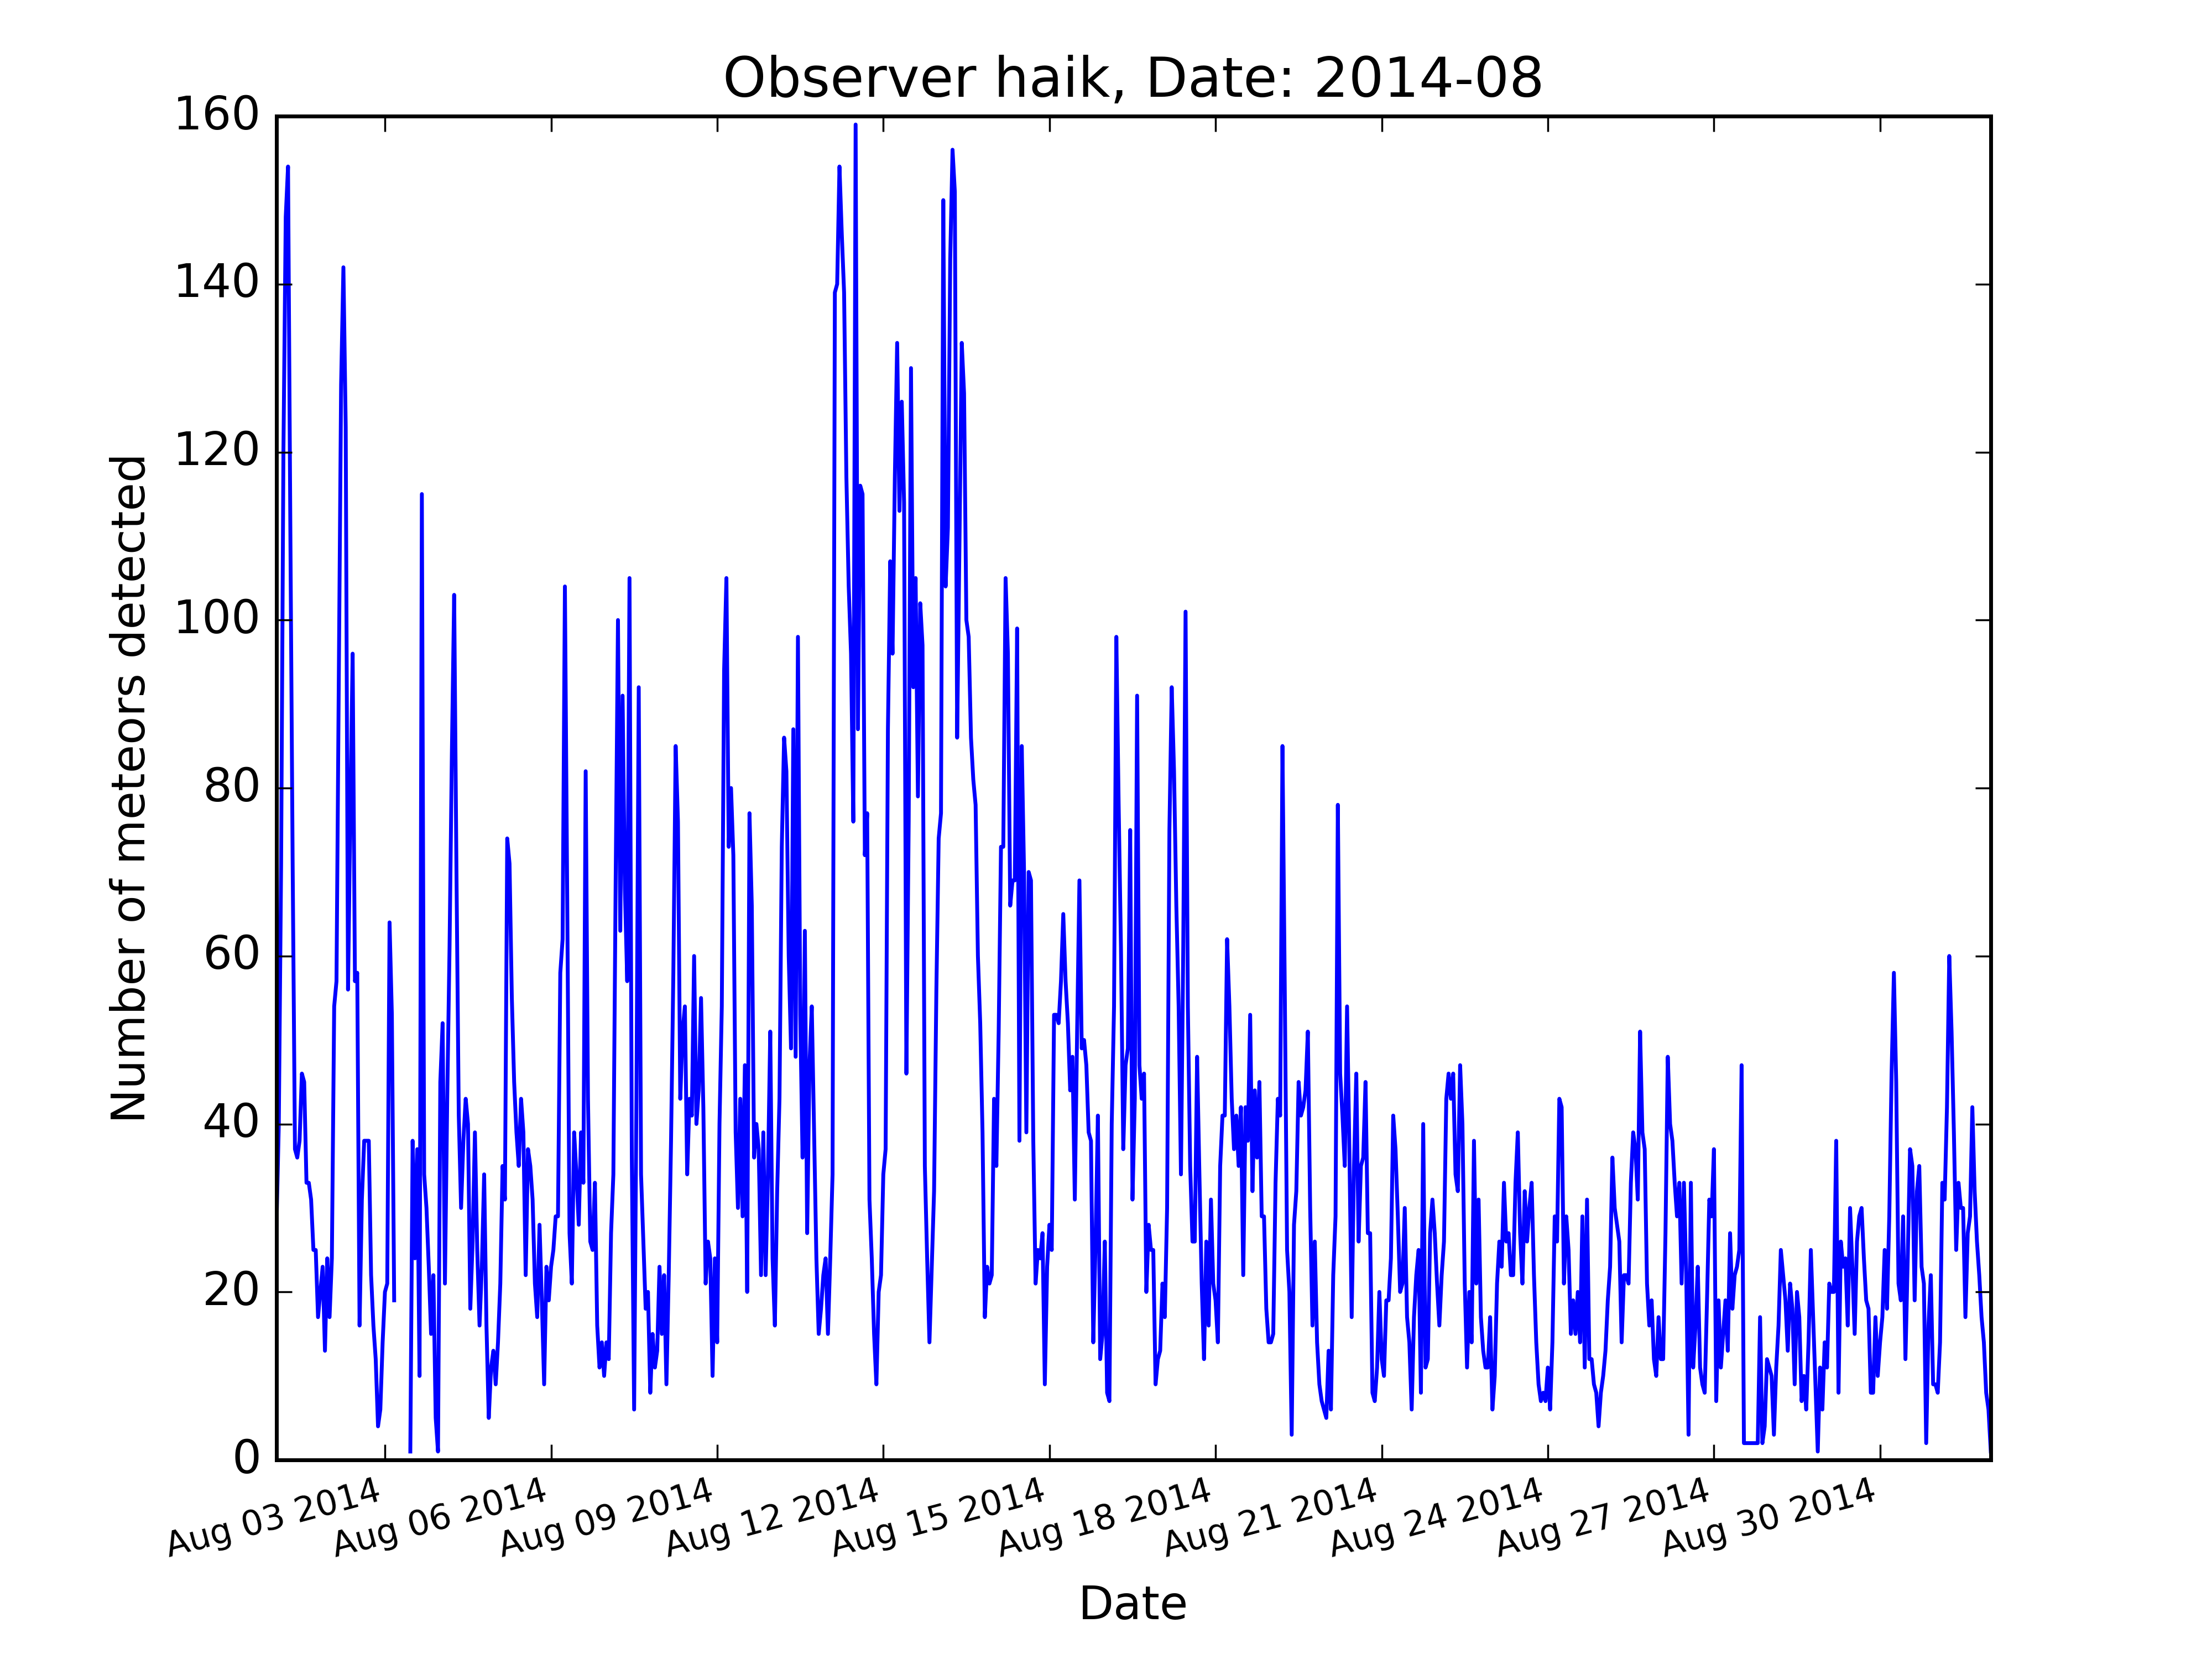 Observer haik, Date: 2014-08
160
140
120
100
80
60
40
20
0
Number of meteors detected
Aug 03 2014
Aug 06 2014
Aug 09 2014
Aug 12 2014
Aug 15 2014
Aug 18 2014
Aug 21 2014
Aug 24 2014
Aug 27 2014
Aug 30 2014
Date